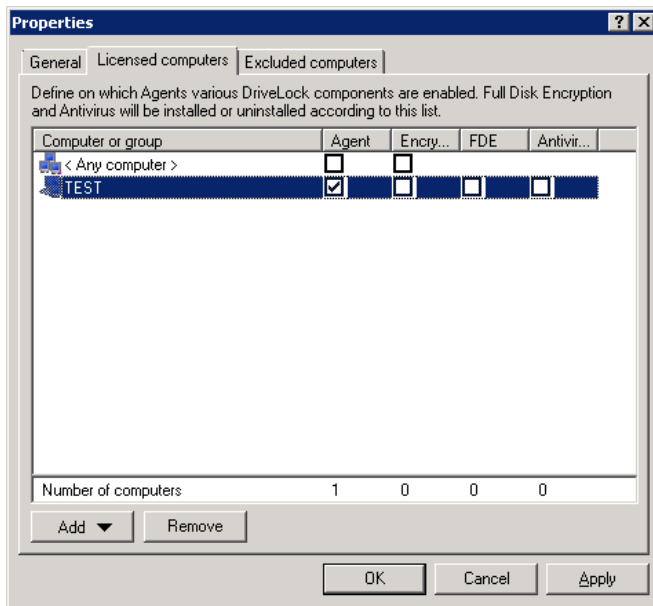 Properties
General Licensed computers Excluded computers
Define on which Agents various DriveLock components are enabled. Full Disk Encryption
and Antivirus will be installed or uninstalled according to this list.
Computer or group Agent Encry... FDE Antivir...
< Any computer >
TEST
Number of computers 1 0 0 0
Add Remove
OK Cancel Apply